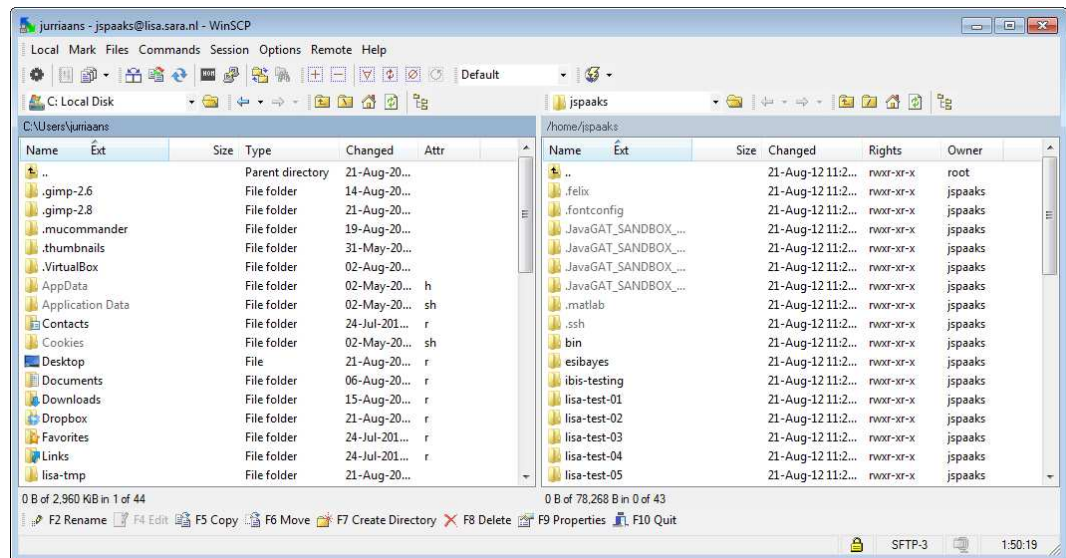 jurriaans - jspaaks@lisa.sara.nl - WinSCP
Local Mark Files Commands Session Options Remote Help
Default
C: Local Disk
jspaaks
C:\Users\jurriaans
/home/jspaaks
Name Ext Size Type Changed Attr
Name Ext Size Changed Rights Owner
.. Parent directory 21-Aug-20...
.gimp-2.6 File folder 14-Aug-20...
.gimp-2.8 File folder 21-Aug-20...
.mucommander File folder 19-Aug-20...
.thumbnails File folder 31-May-20...
.VirtualBox File folder 02-Aug-20...
AppData File folder 02-May-20... h
Application Data File folder 02-May-20... sh
Contacts File folder 24-Jul-201... r
Cookies File folder 02-May-20... sh
Desktop File 21-Aug-20... r
Documents File folder 06-Aug-20... r
Downloads File folder 15-Aug-20... r
Dropbox File folder 21-Aug-20... r
Favorites File folder 24-Jul-201... r
Links File folder 24-Jul-201... r
lisa-tmp File folder 21-Aug-20...
.. 21-Aug-12 11:2... rwxr-xr-x root
.felix 21-Aug-12 11:2... rwxr-xr-x jspaaks
.fontconfig 21-Aug-12 11:2... rwxr-xr-x jspaaks
.JavaGAT_SANDBOX_... 21-Aug-12 11:2... rwxr-xr-x jspaaks
.JavaGAT_SANDBOX_... 21-Aug-12 11:2... rwxr-xr-x jspaaks
.JavaGAT_SANDBOX_... 21-Aug-12 11:2... rwxr-xr-x jspaaks
.JavaGAT_SANDBOX_... 21-Aug-12 11:2... rwxr-xr-x jspaaks
.matlab 21-Aug-12 11:2... rwxr-xr-x jspaaks
.ssh 21-Aug-12 11:2... rwxr-xr-x jspaaks
bin 21-Aug-12 11:2... rwxr-xr-x jspaaks
esibayes 21-Aug-12 11:2... rwxr-xr-x jspaaks
ibis-testing 21-Aug-12 11:2... rwxr-xr-x jspaaks
lisa-test-01 21-Aug-12 11:2... rwxr-xr-x jspaaks
lisa-test-02 21-Aug-12 11:2... rwxr-xr-x jspaaks
lisa-test-03 21-Aug-12 11:2... rwxr-xr-x jspaaks
lisa-test-04 21-Aug-12 11:2... rwxr-xr-x jspaaks
lisa-test-05 21-Aug-12 11:2... rwxr-xr-x jspaaks
0 B of 2,960 KiB in 1 of 44
0 B of 78,268 B in 0 of 43
F2 Rename F4 Edit F5 Copy F6 Move F7 Create Directory F8 Delete F9 Properties F10 Quit
SFTP-3 1:50:19